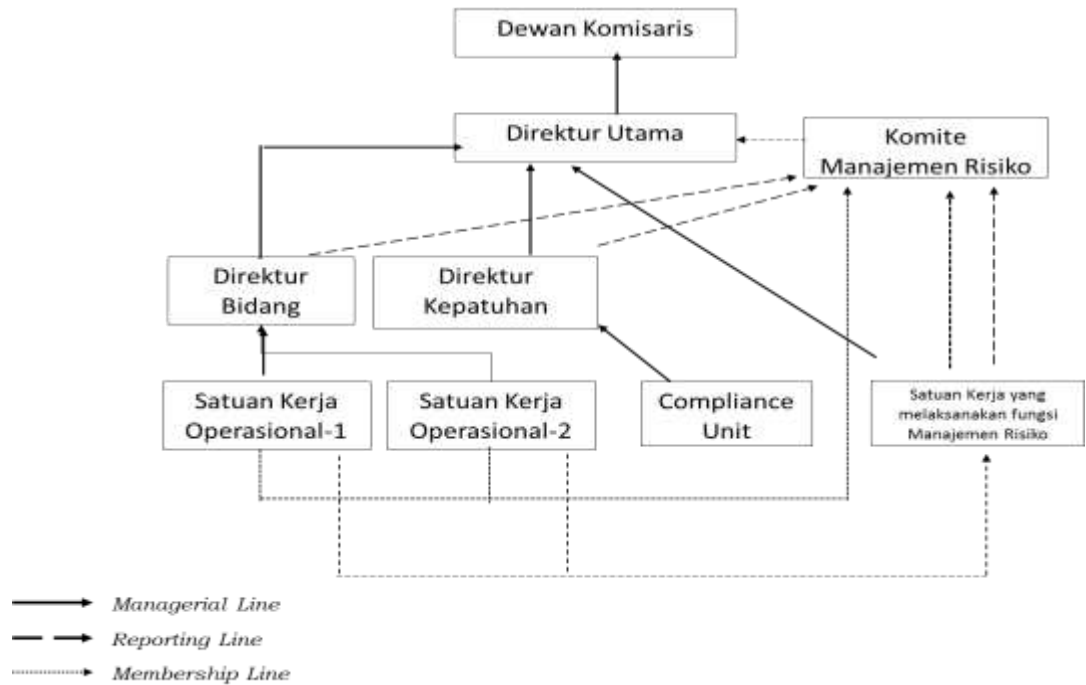 Dewan Komisaris
Direktur Utama
Komite
Manajemen Risiko
Direktur
Bidang
Direktur
Kepatuhan
Satuan Kerja
Operasional-1
Satuan Kerja
Operasional-2
Compliance
Unit
Satuan Kerja yang
melaksanakan fungsi
Manajemen Risiko
Managerial Line
Reporting Line
Membership Line